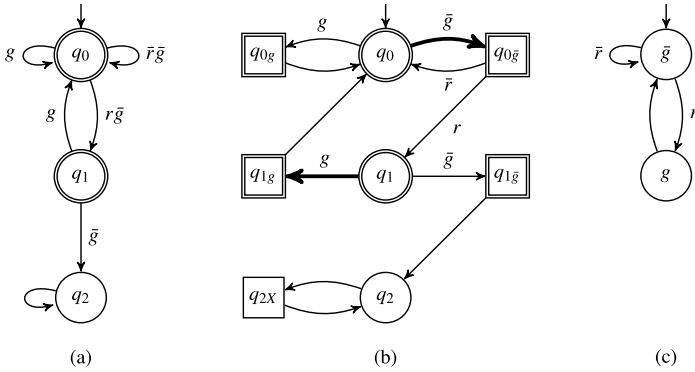 g
q0
r̄ḡ
g
rḡ
q1
ḡ
q2
(a)
q0g
g
q0
ḡ
q0ḡ
r̄
r
q1g
g
q1
ḡ
q1ḡ
q2X
q2
(b)
r̄
ḡ
r
g
(c)